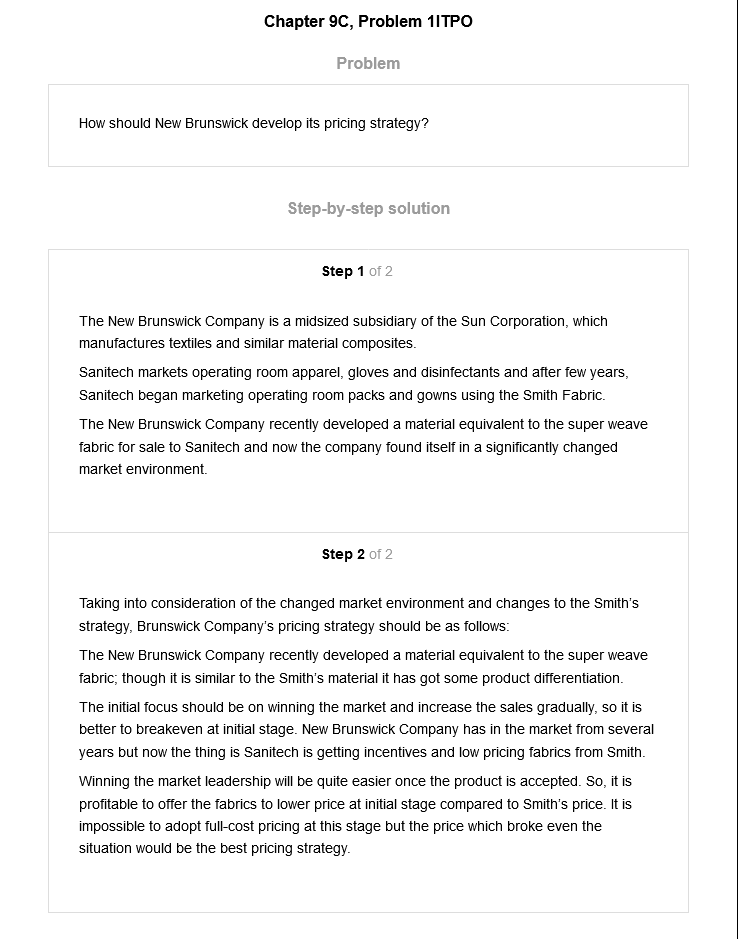 Chapter 9C, Problem 1ITPO
Problem
How should New Brunswick develop its pricing strategy?
Step-by-step solution
Step 1 of 2
The New Brunswick Company is a midsized subsidiary of the Sun Corporation, which
manufactures textiles and similar material composites.
Sanitech markets operating room apparel, gloves and disinfectants and after few years,
Sanitech began marketing operating room packs and gowns using the Smith Fabric.
The New Brunswick Company recently developed a material equivalent to the super weave
fabric for sale to Sanitech and now the company found itself in a significantly changed
market environment.
Step 2 of 2
Taking into consideration of the changed market environment and changes to the Smith's
strategy, Brunswick Company's pricing strategy should be as follows:
The New Brunswick Company recently developed a material equivalent to the super weave
fabric; though it is similar to the Smith's material it has got some product differentiation.
The initial focus should be on winning the market and increase the sales gradually, so it is
better to breakeven at initial stage. New Brunswick Company has in the market from several
years but now the thing is Sanitech is getting incentives and low pricing fabrics from Smith.
Winning the market leadership will be quite easier once the product is accepted. So, it is
profitable to offer the fabrics to lower price at initial stage compared to Smith's price. It is
impossible to adopt full-cost pricing at this stage but the price which broke even the
situation would be the best pricing strategy.